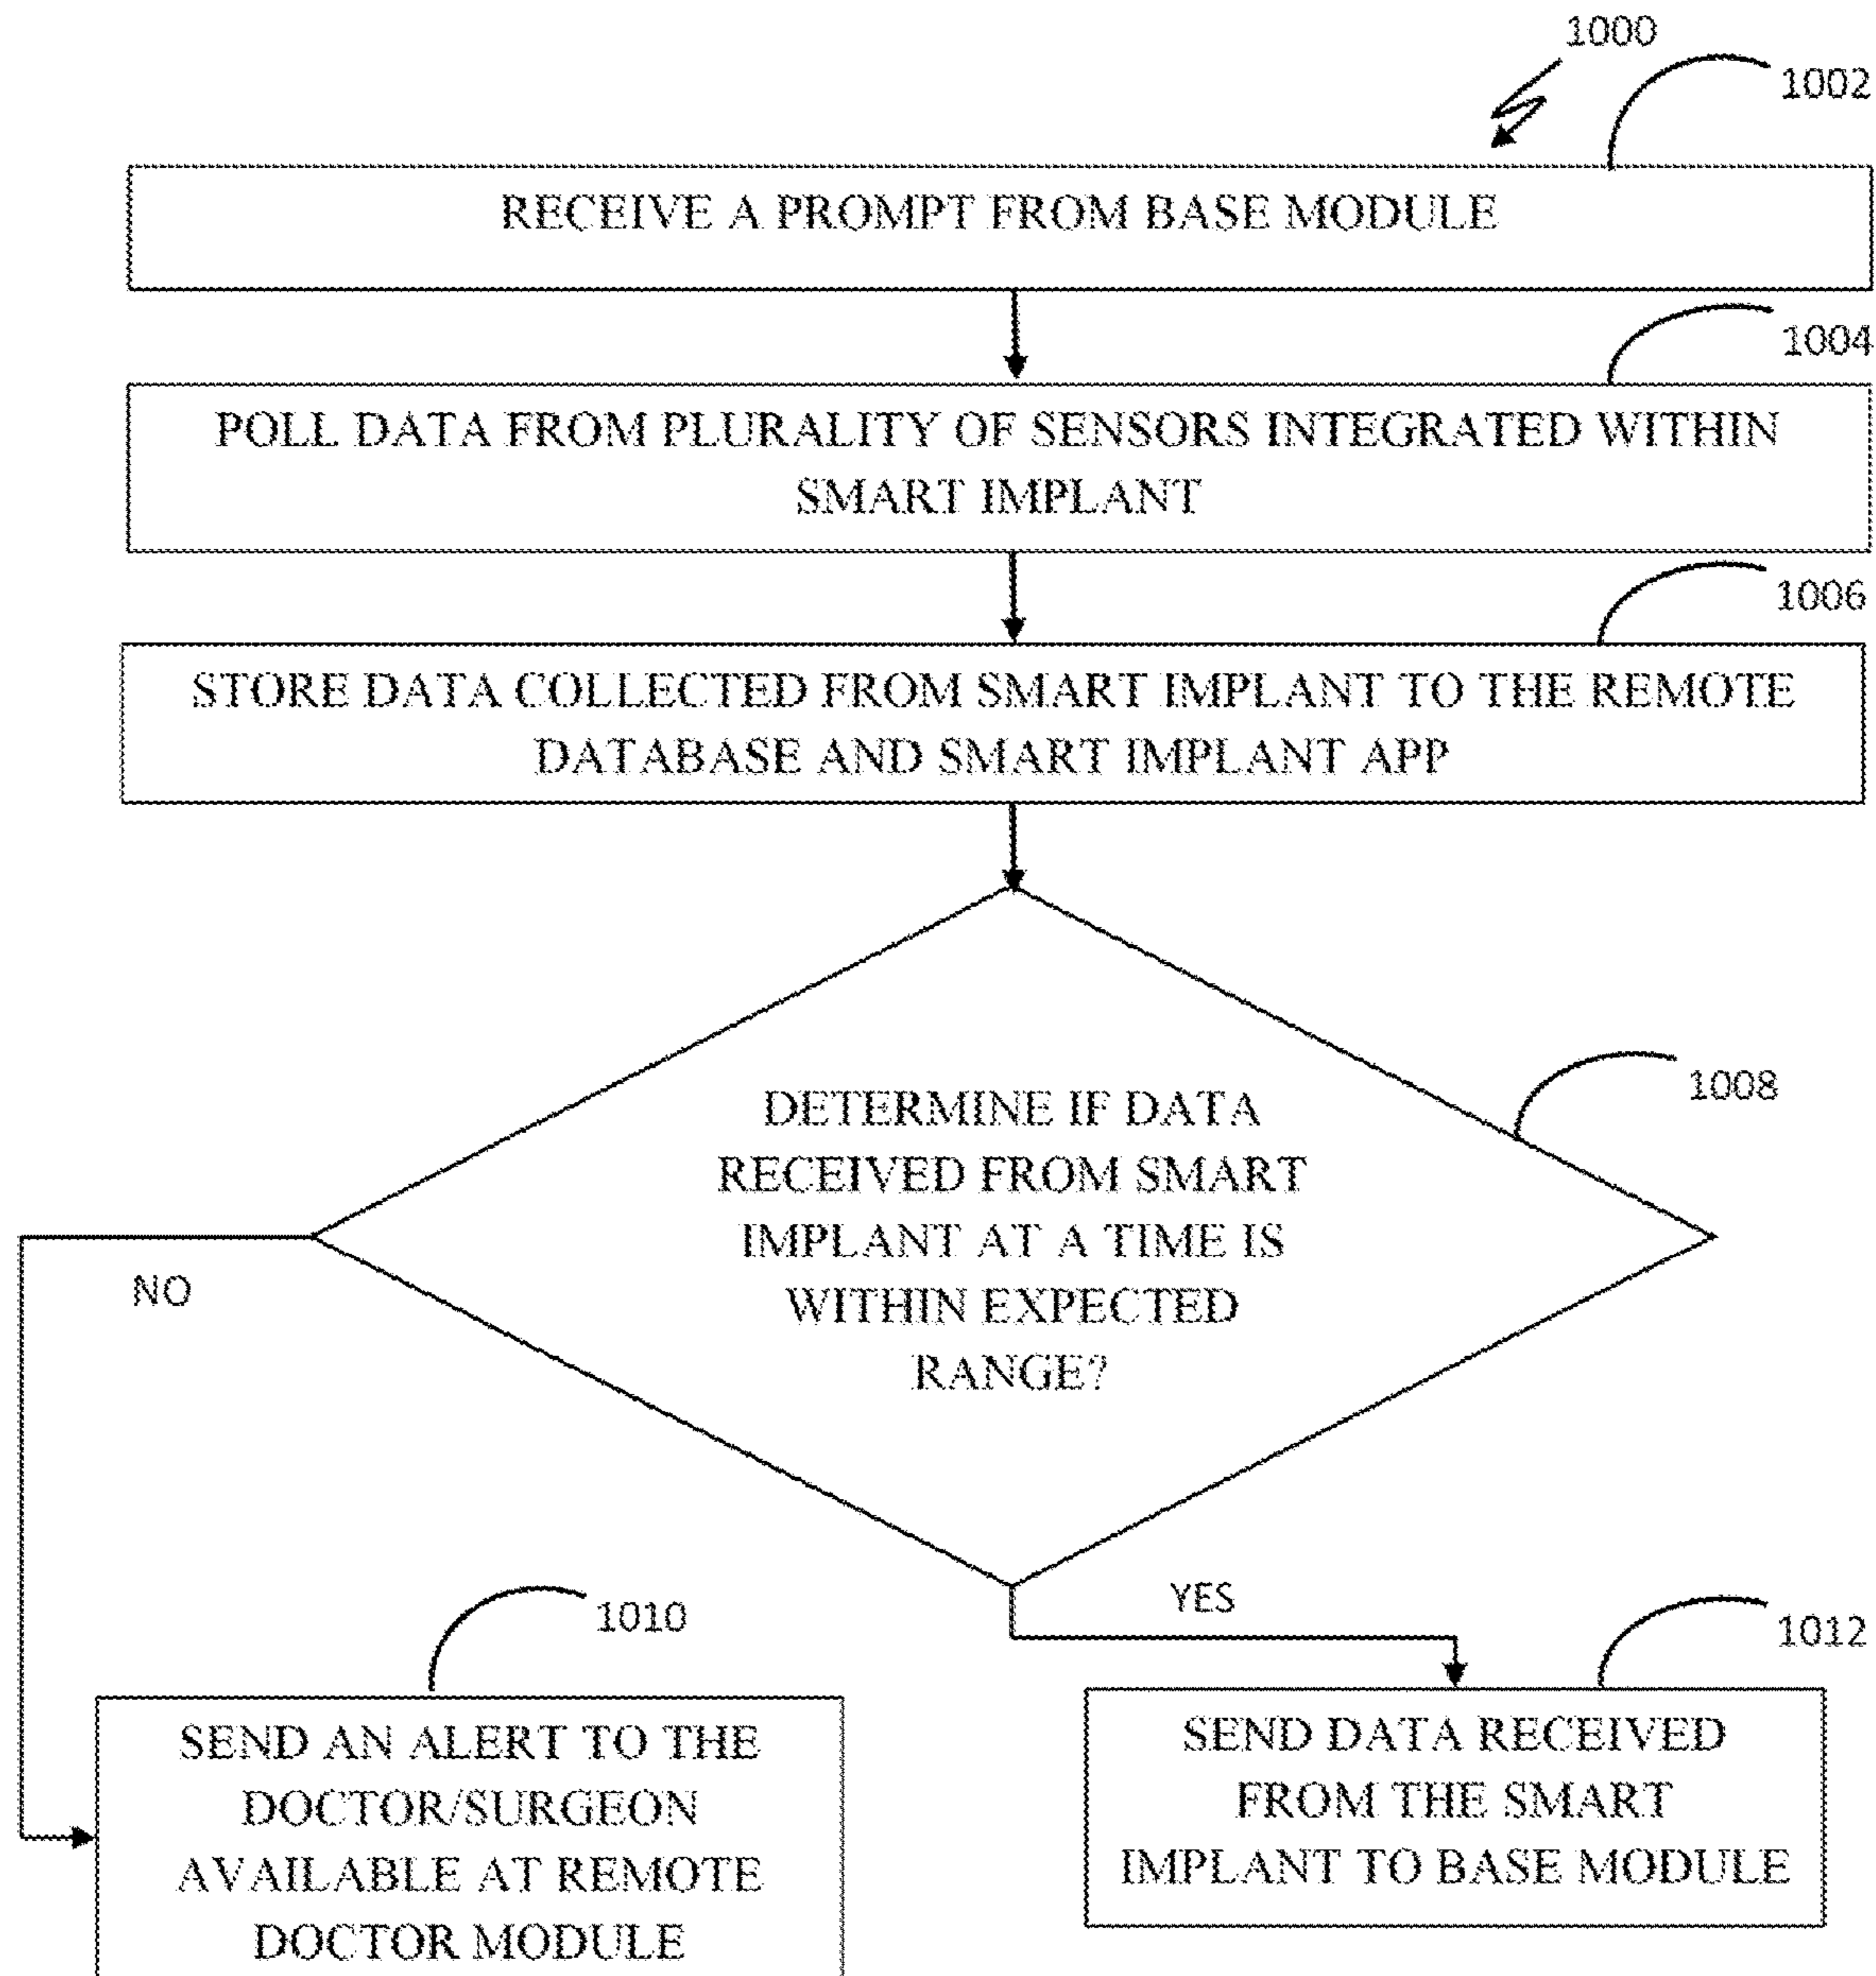 1000
1002
RECEIVE A PROMPT FROM BASE MODULE
1004
POLL DATA FROM PLURALITY OF SENSORS INTEGRATED WITHIN
SMART IMPLANT
1006
STORE DATA COLLECTED FROM SMART IMPLANT TO THE REMOTE
DATABASE AND SMART IMPLANT APP
1008
DETERMINE IF DATA
RECEIVED FROM SMART
IMPLANT AT A TIME IS
WITHIN EXPECTED
RANGE?
NO
YES
1010
SEND AN ALERT TO THE
DOCTOR/SURGEON
AVAILABLE AT REMOTE
DOCTOR MODULE
1012
SEND DATA RECEIVED
FROM THE SMART
IMPLANT TO BASE MODULE